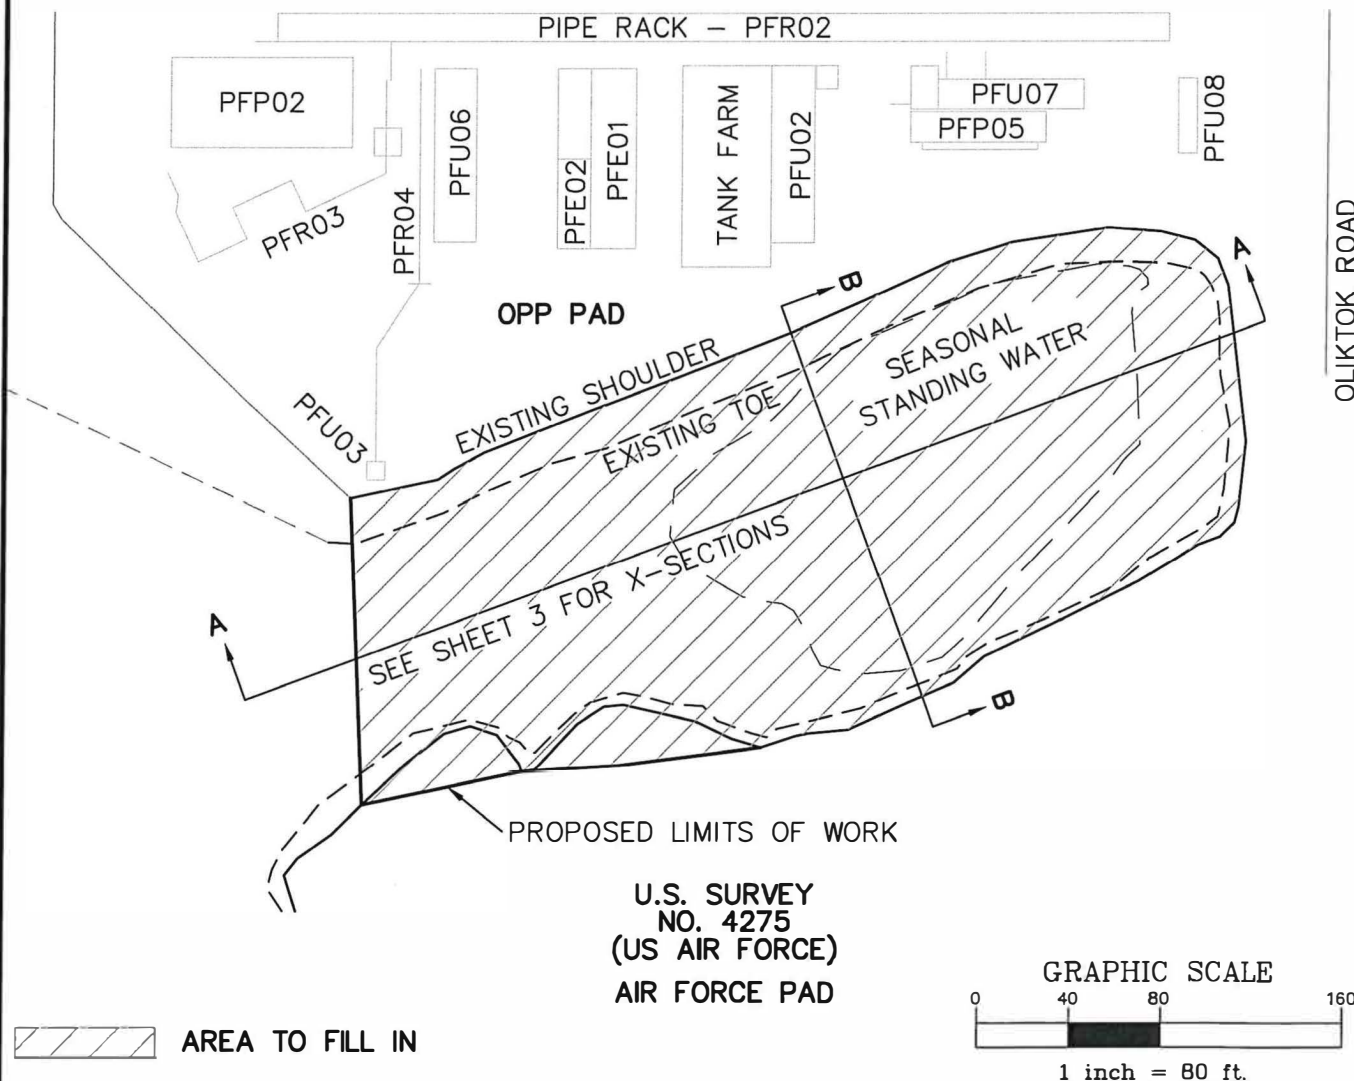 PIPE RACK – PFR02
PFP02
PFU06
PFE02
PFE01
TANK FARM
PFU02
PFU07
PFP05
PFU08
OLIKTOK ROAD
PFR03
PFR04
OPP PAD
B
A
PFU03
EXISTING SHOULDER
EXISTING TOE
SEASONAL
STANDING WATER
SEE SHEET 3 FOR X–SECTIONS
A
B
PROPOSED LIMITS OF WORK
U.S. SURVEY
NO. 4275
(US AIR FORCE)
AIR FORCE PAD
GRAPHIC SCALE
0 40 80 160
1 inch = 80 ft.
AREA TO FILL IN